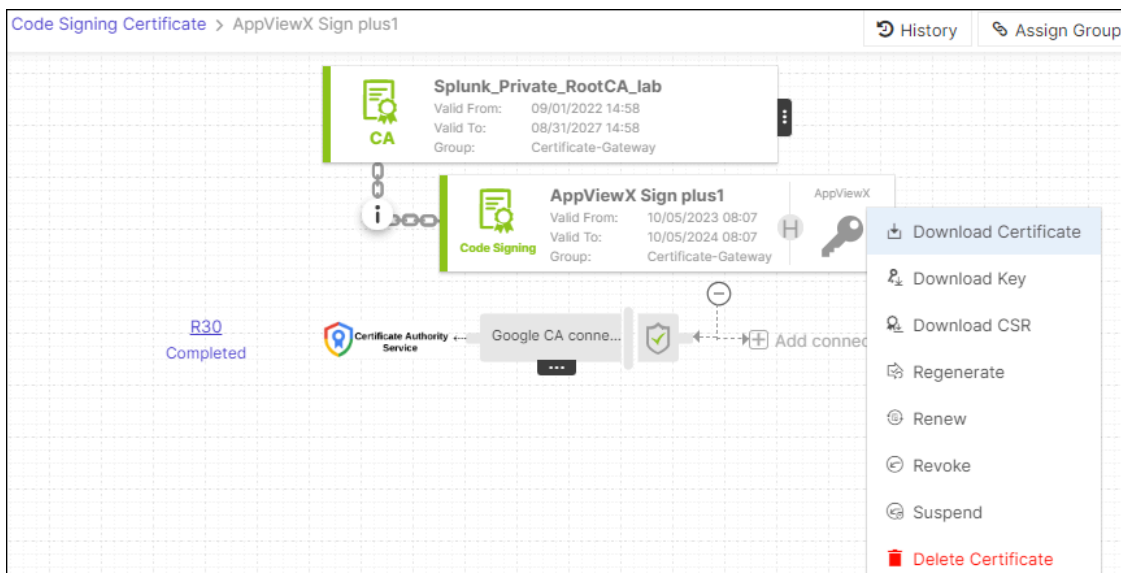 Code Signing Certificate > AppViewX Sign plus1
History
Assign Group
Splunk_Private_RootCA_lab
Valid From: 09/01/2022 14:58
Valid To: 08/31/2027 14:58
Group: Certificate-Gateway
CA
AppViewX Sign plus1
Valid From: 10/05/2023 08:07
Valid To: 10/05/2024 08:07
Group: Certificate-Gateway
Code Signing
H
AppViewX
i
Download Certificate
Download Key
Download CSR
Regenerate
Renew
Revoke
Suspend
Delete Certificate
R30
Completed
Certificate Authority
Service
Google CA conne...
Add connec